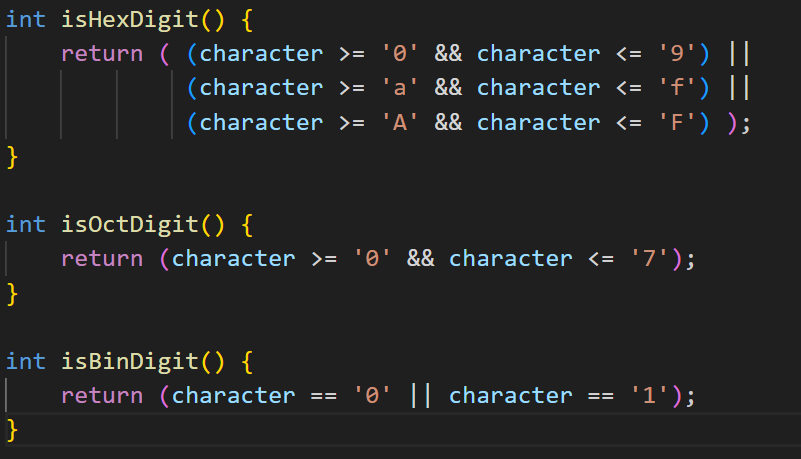 int isHexDigit() {
    return ( (character >= '0' && character <= '9') ||
             (character >= 'a' && character <= 'f') ||
             (character >= 'A' && character <= 'F') );
}
int isOctDigit() {
    return (character >= '0' && character <= '7');
}
int isBinDigit() {
    return (character == '0' || character == '1');
}